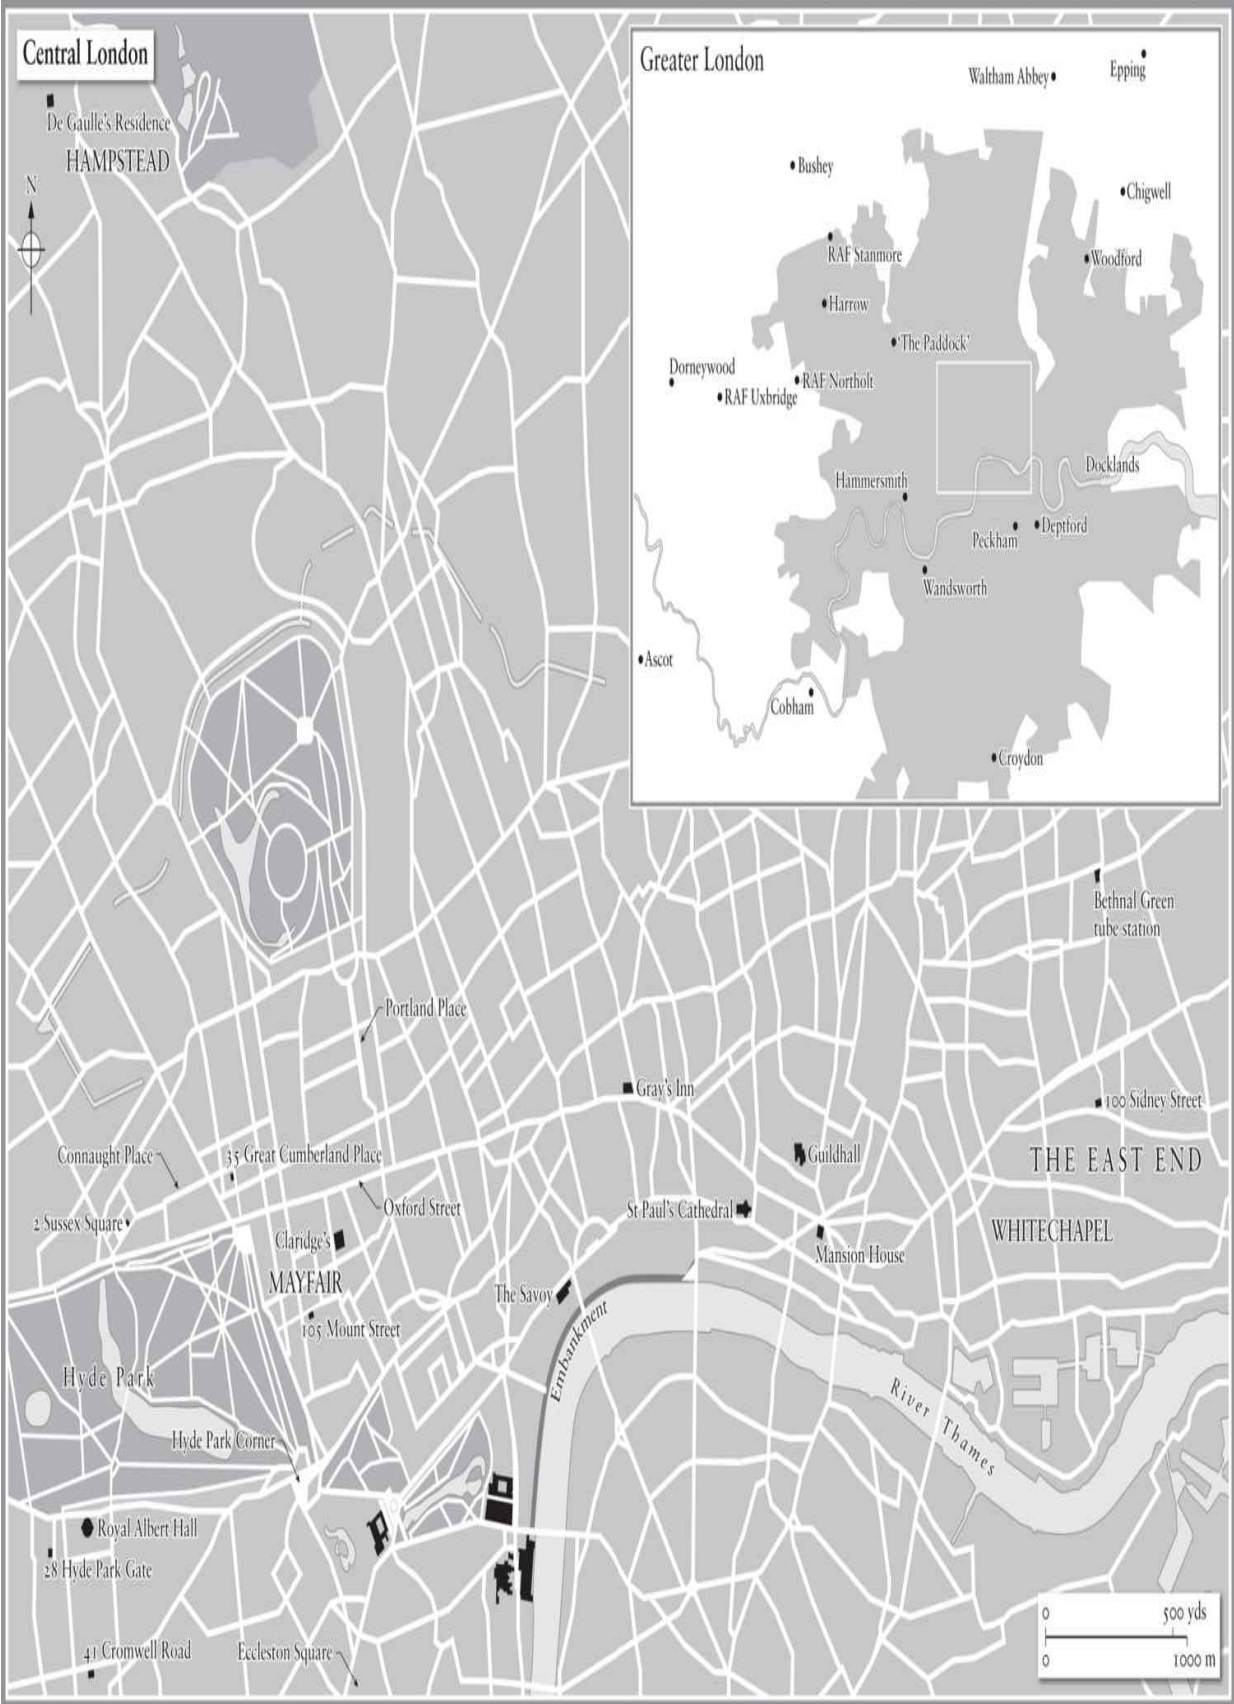 Central London
De Gaulle's Residence
HAMPSTEAD
N
Greater London
Waltham Abbey
Epping
Bushey
Chigwell
RAF Stanmore
Woodford
Harrow
'The Paddock'
Dorneywood
RAF Northolt
RAF Uxbridge
Docklands
Hammersmith
Deptford
Peckham
Wandsworth
Ascot
Cobham
Croydon
Bethnal Green
tube station
Portland Place
Gray's Inn
100 Sidney Street
Connaught Place
35 Great Cumberland Place
Guildhall
THE EAST END
Oxford Street
St Paul's Cathedral
2 Sussex Square
WHITECHAPEL
Claridge's
Mansion House
MAYFAIR
The Savoy
105 Mount Street
Embankment
Hyde Park
River Thames
Hyde Park Corner
Royal Albert Hall
28 Hyde Park Gate
41 Cromwell Road
Eccleston Square
0 500 yds
0 1000 m